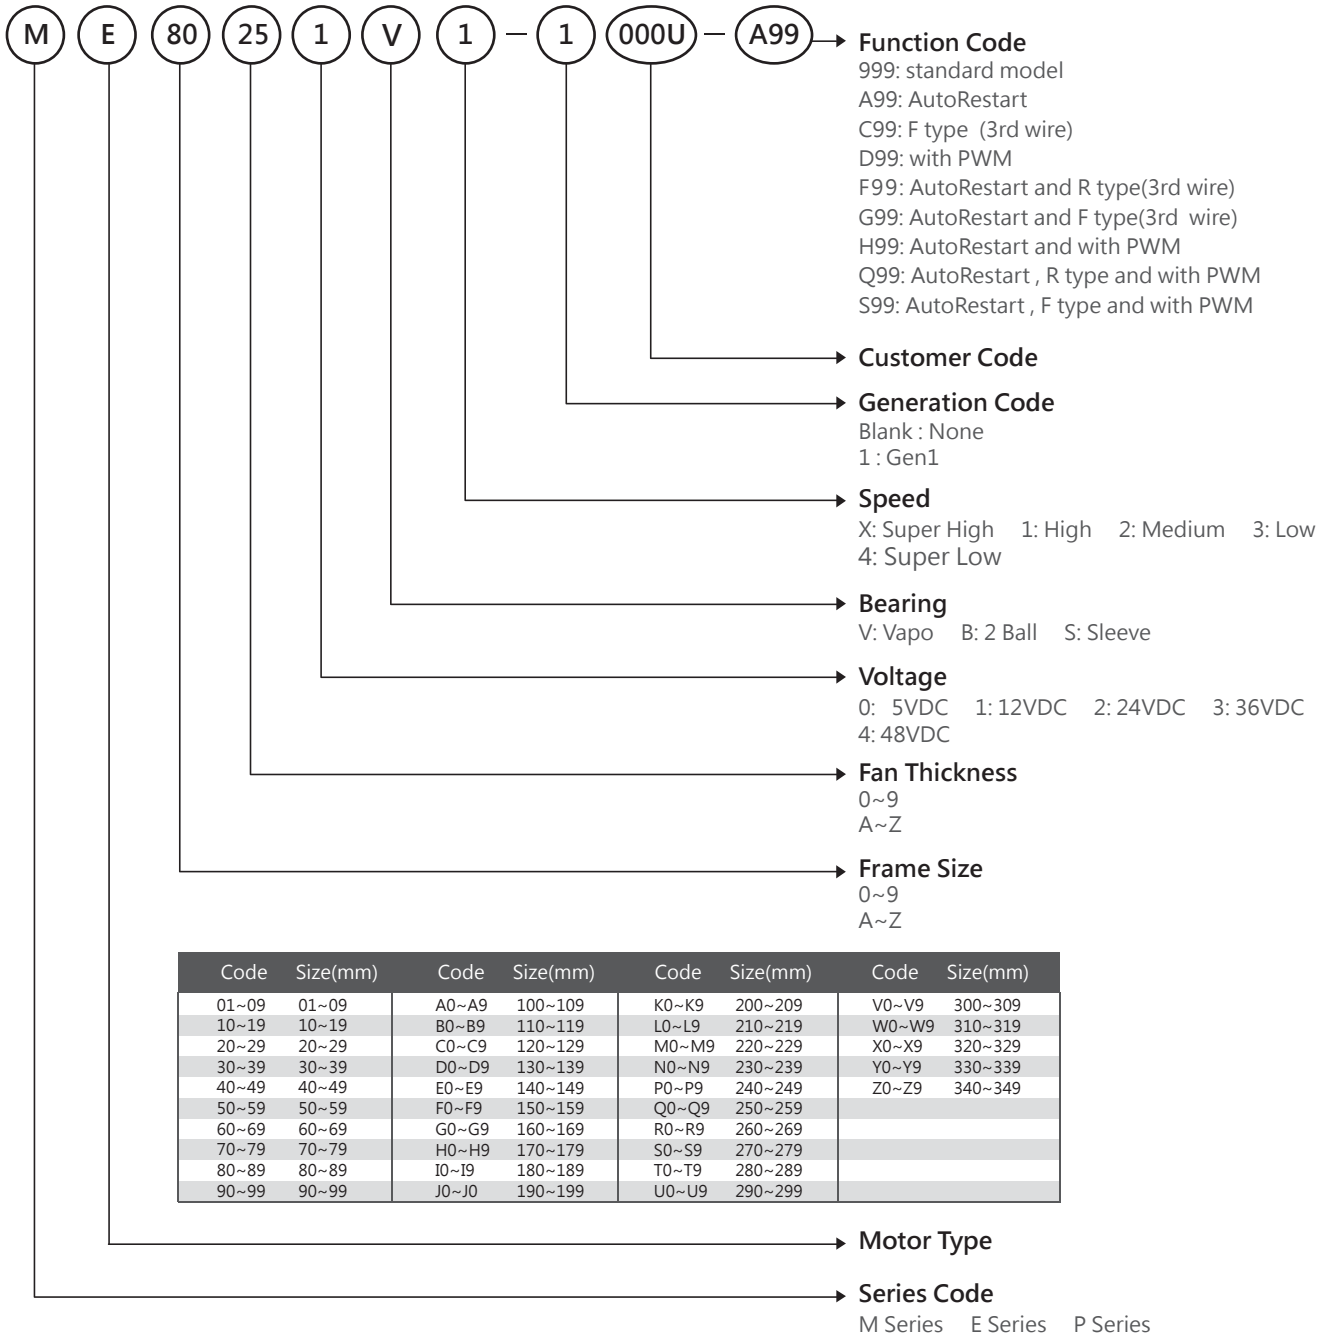 M E 80 25 1 V 1 – 1 000U – A99
Function Code
999: standard model
A99: AutoRestart
C99: F type (3rd wire)
D99: with PWM
F99: AutoRestart and R type(3rd wire)
G99: AutoRestart and F type(3rd wire)
H99: AutoRestart and with PWM
Q99: AutoRestart , R type and with PWM
S99: AutoRestart , F type and with PWM
Customer Code
Generation Code
Blank : None
1 : Gen1
Speed
X: Super High 1: High 2: Medium 3: Low
4: Super Low
Bearing
V: Vapo B: 2 Ball S: Sleeve
Voltage
0: 5VDC 1: 12VDC 2: 24VDC 3: 36VDC
4: 48VDC
Fan Thickness
0~9
A~Z
Frame Size
0~9
A~Z
Code Size(mm) Code Size(mm) Code Size(mm) Code Size(mm)
01~09 01~09 A0~A9 100~109 K0~K9 200~209 V0~V9 300~309
10~19 10~19 B0~B9 110~119 L0~L9 210~219 W0~W9 310~319
20~29 20~29 C0~C9 120~129 M0~M9 220~229 X0~X9 320~329
30~39 30~39 D0~D9 130~139 N0~N9 230~239 Y0~Y9 330~339
40~49 40~49 E0~E9 140~149 P0~P9 240~249 Z0~Z9 340~349
50~59 50~59 F0~F9 150~159 Q0~Q9 250~259
60~69 60~69 G0~G9 160~169 R0~R9 260~269
70~79 70~79 H0~H9 170~179 S0~S9 270~279
80~89 80~89 I0~I9 180~189 T0~T9 280~289
90~99 90~99 J0~J0 190~199 U0~U9 290~299
Motor Type
Series Code
M Series E Series P Series